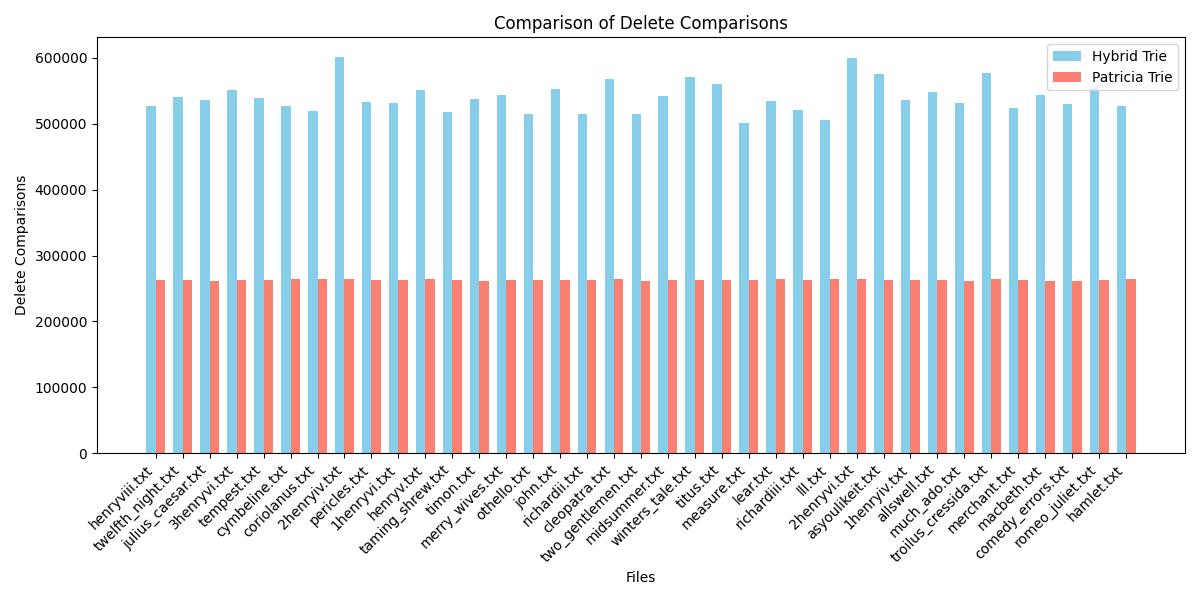 Comparison of Delete Comparisons
Hybrid Trie
Patricia Trie
Delete Comparisons
600000
500000
400000
300000
200000
100000
0
henryviii.txt
twelfth_night.txt
julius_caesar.txt
3henryvi.txt
tempest.txt
cymbeline.txt
coriolanus.txt
2henryiv.txt
pericles.txt
1henryvi.txt
henryv.txt
taming_shrew.txt
timon.txt
merry_wives.txt
othello.txt
john.txt
richardii.txt
cleopatra.txt
two_gentlemen.txt
midsummer.txt
winters_tale.txt
titus.txt
measure.txt
lear.txt
richardiii.txt
lll.txt
2henryvi.txt
asyoulikeit.txt
1henryiv.txt
allswell.txt
much_ado.txt
troilus_cressida.txt
merchant.txt
macbeth.txt
comedy_errors.txt
romeo_juliet.txt
hamlet.txt
Files